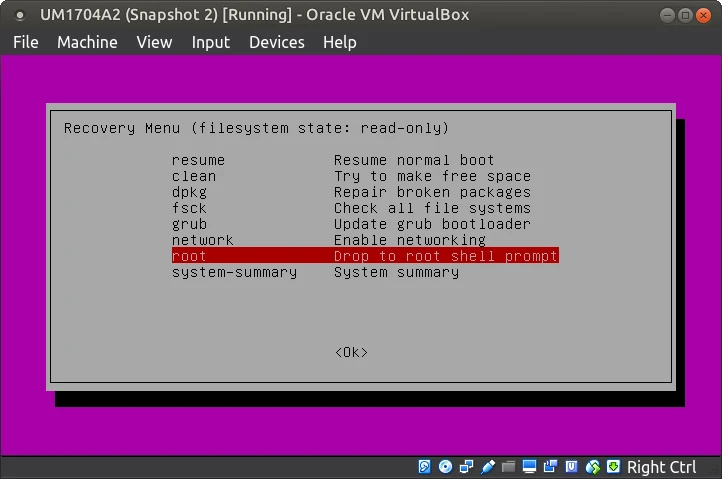 UM1704A2 (Snapshot 2) [Running] - Oracle VM VirtualBox
File Machine View Input Devices Help
Recovery Menu (filesystem state: read-only)
resume Resume normal boot
clean Try to make free space
dpkg Repair broken packages
fsck Check all file systems
grub Update grub bootloader
network Enable networking
root Drop to root shell prompt
system-summary System summary
<Ok>
Right Ctrl